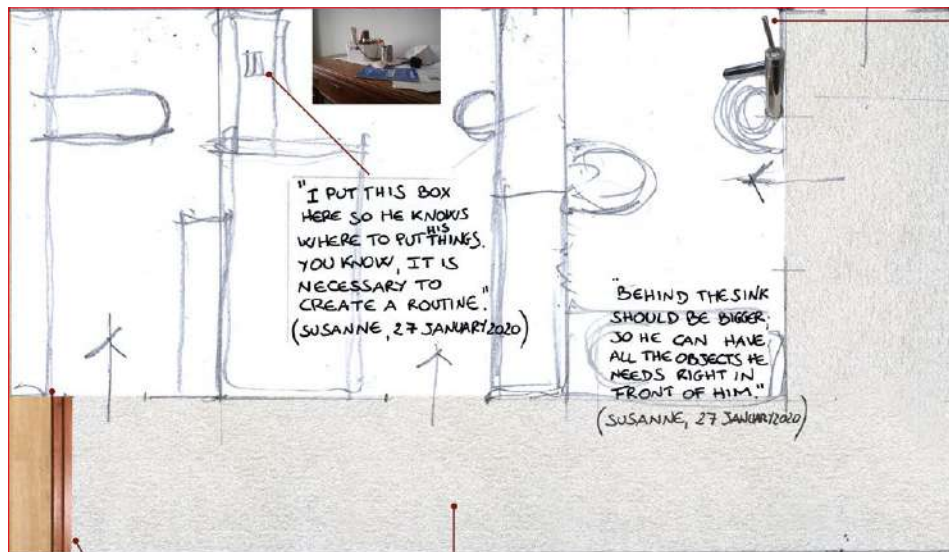 "I PUT THIS BOX
HERE SO HE KNOWS
WHERE TO PUT HIS THINGS.
YOU KNOW, IT IS
NECESSARY TO
CREATE A ROUTINE."
(SUSANNE, 27 JANUARY 2020)
"BEHIND THE SINK
SHOULD BE BIGGER,
SO HE CAN HAVE
ALL THE OBJECTS HE
NEEDS RIGHT IN
FRONT OF HIM."
(SUSANNE, 27 JANUARY 2020)